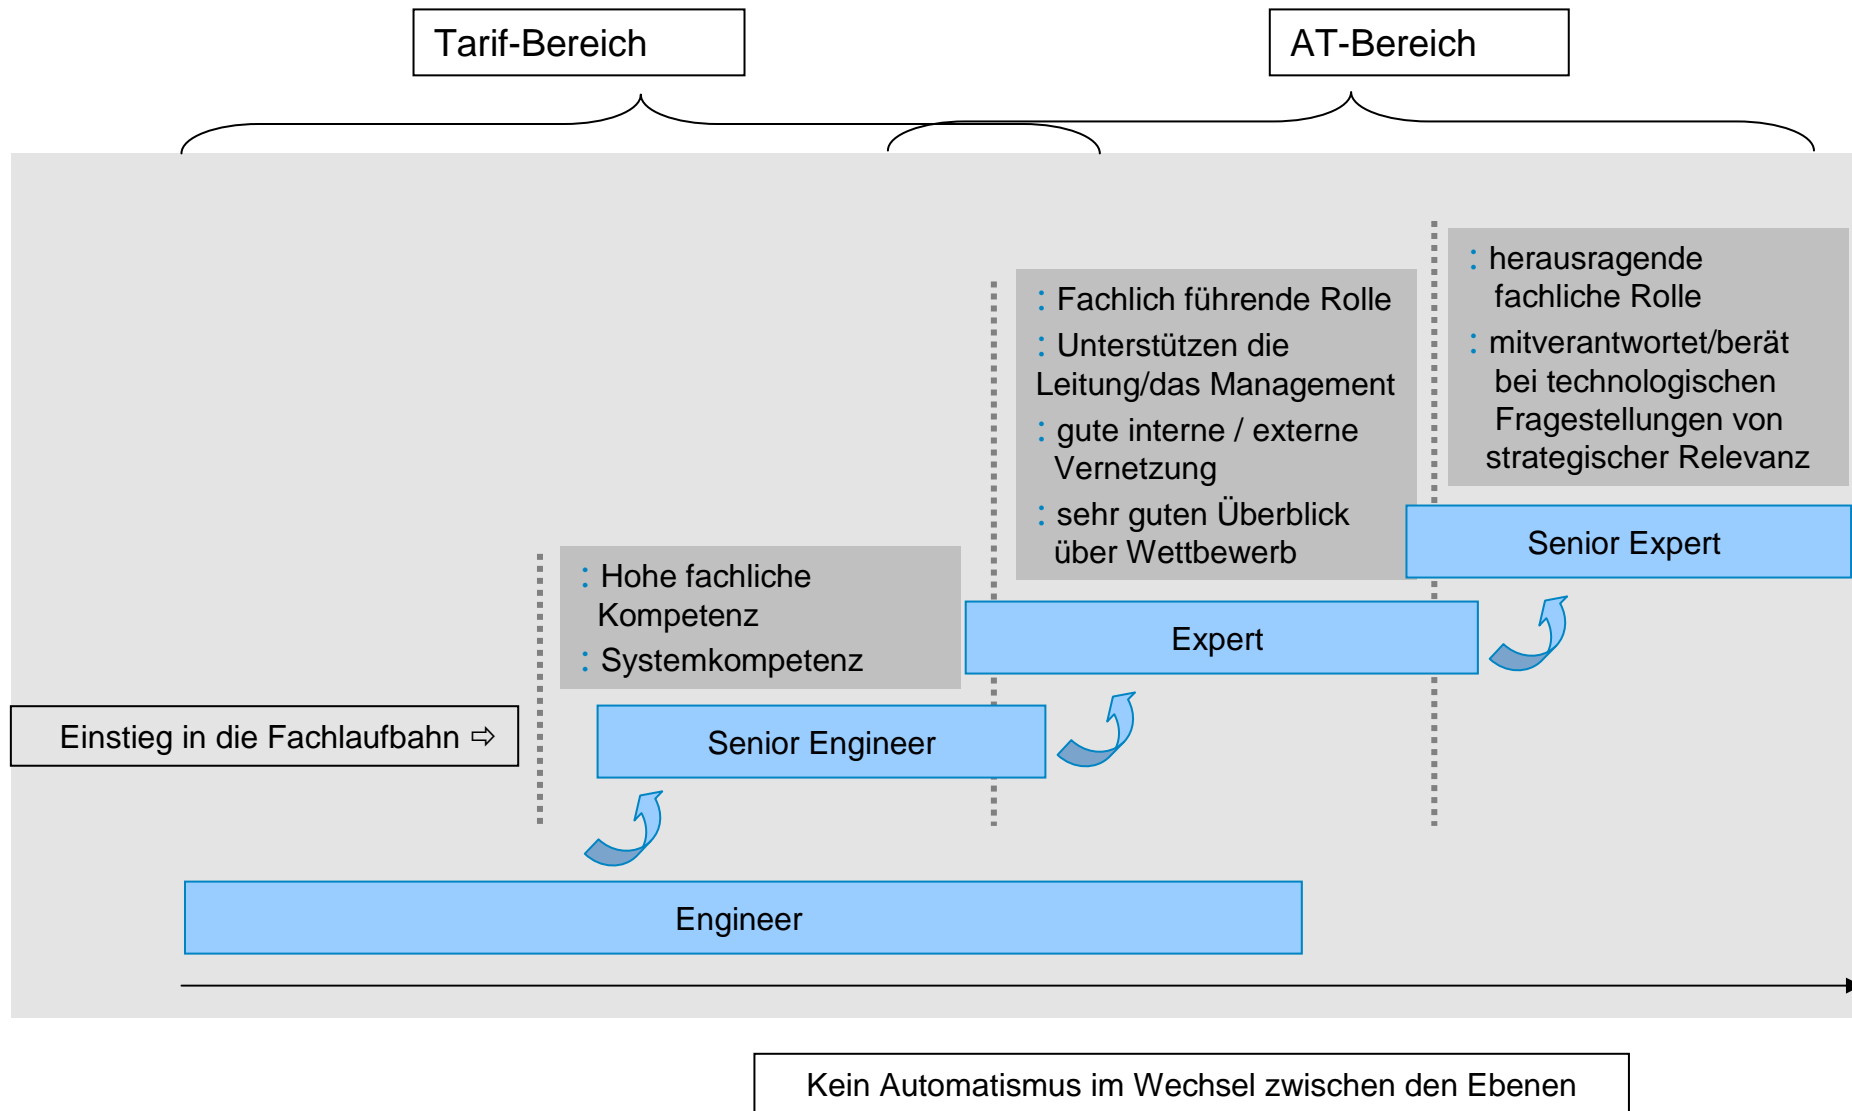 Tarif-Bereich
AT-Bereich
: herausragende
fachliche Rolle
: mitverantwortet/berät
bei technologischen
Fragestellungen von
strategischer Relevanz
Senior Expert
: Fachlich führende Rolle
: Unterstützen die
Leitung/das Management
: gute interne / externe
Vernetzung
: sehr guten Überblick
über Wettbewerb
Expert
: Hohe fachliche
Kompetenz
: Systemkompetenz
Einstieg in die Fachlaufbahn ⇨
Senior Engineer
Engineer
Kein Automatismus im Wechsel zwischen den Ebenen